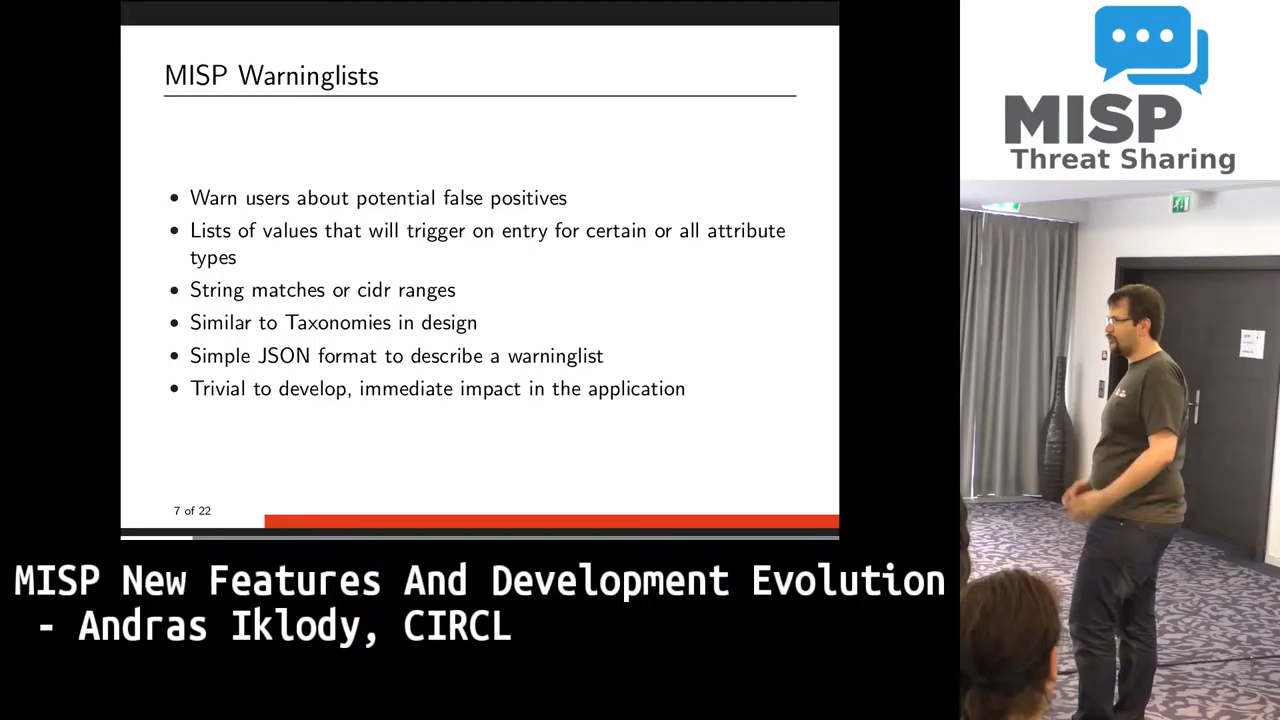 MISP Warninglists
• Warn users about potential false positives
• Lists of values that will trigger on entry for certain or all attribute
types
• String matches or cidr ranges
• Similar to Taxonomies in design
• Simple JSON format to describe a warninglist
• Trivial to develop, immediate impact in the application
7 of 22
MISP New Features And Development Evolution
- Andras Iklody, CIRCL
MISP
Threat Sharing